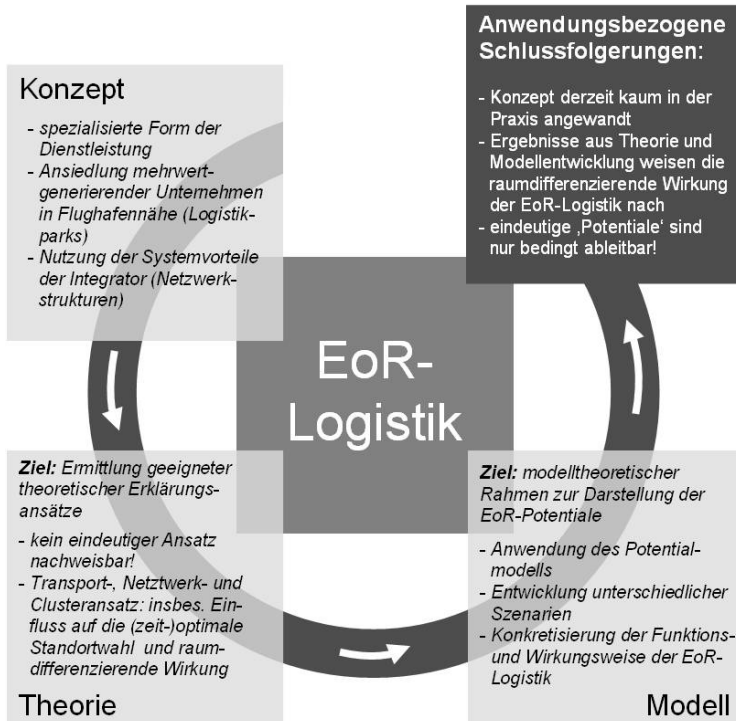 Konzept
- spezialisierte Form der
Dienstleistung
- Ansiedlung mehrwert-
generierender Unternehmen
in Flughafennähe (Logistik-
parks)
- Nutzung der Systemvorteile
der Integrator (Netzwerk-
strukturen)
Anwendungsbezogene
Schlussfolgerungen:
- Konzept derzeit kaum in der
Praxis angewandt
- Ergebnisse aus Theorie und
Modellentwicklung weisen die
raumdifferenzierende Wirkung
der EoR-Logistik nach
- eindeutige ‚Potentiale‘ sind
nur bedingt ableitbar!
EoR-
Logistik
Ziel: Ermittlung geeigneter
theoretischer Erklärungs-
ansätze
- kein eindeutiger Ansatz
nachweisbar!
- Transport-, Netztwerk- und
Clusteransatz: insbes. Ein-
fluss auf die (zeit-)optimale
Standortwahl und raum-
differenzierende Wirkung
Theorie
Ziel: modelltheoretischer
Rahmen zur Darstellung der
EoR-Potentiale
- Anwendung des Potential-
modells
- Entwicklung unterschiedlicher
Szenarien
- Konkretisierung der Funktions-
und Wirkungsweise der EoR-
Logistik
Modell